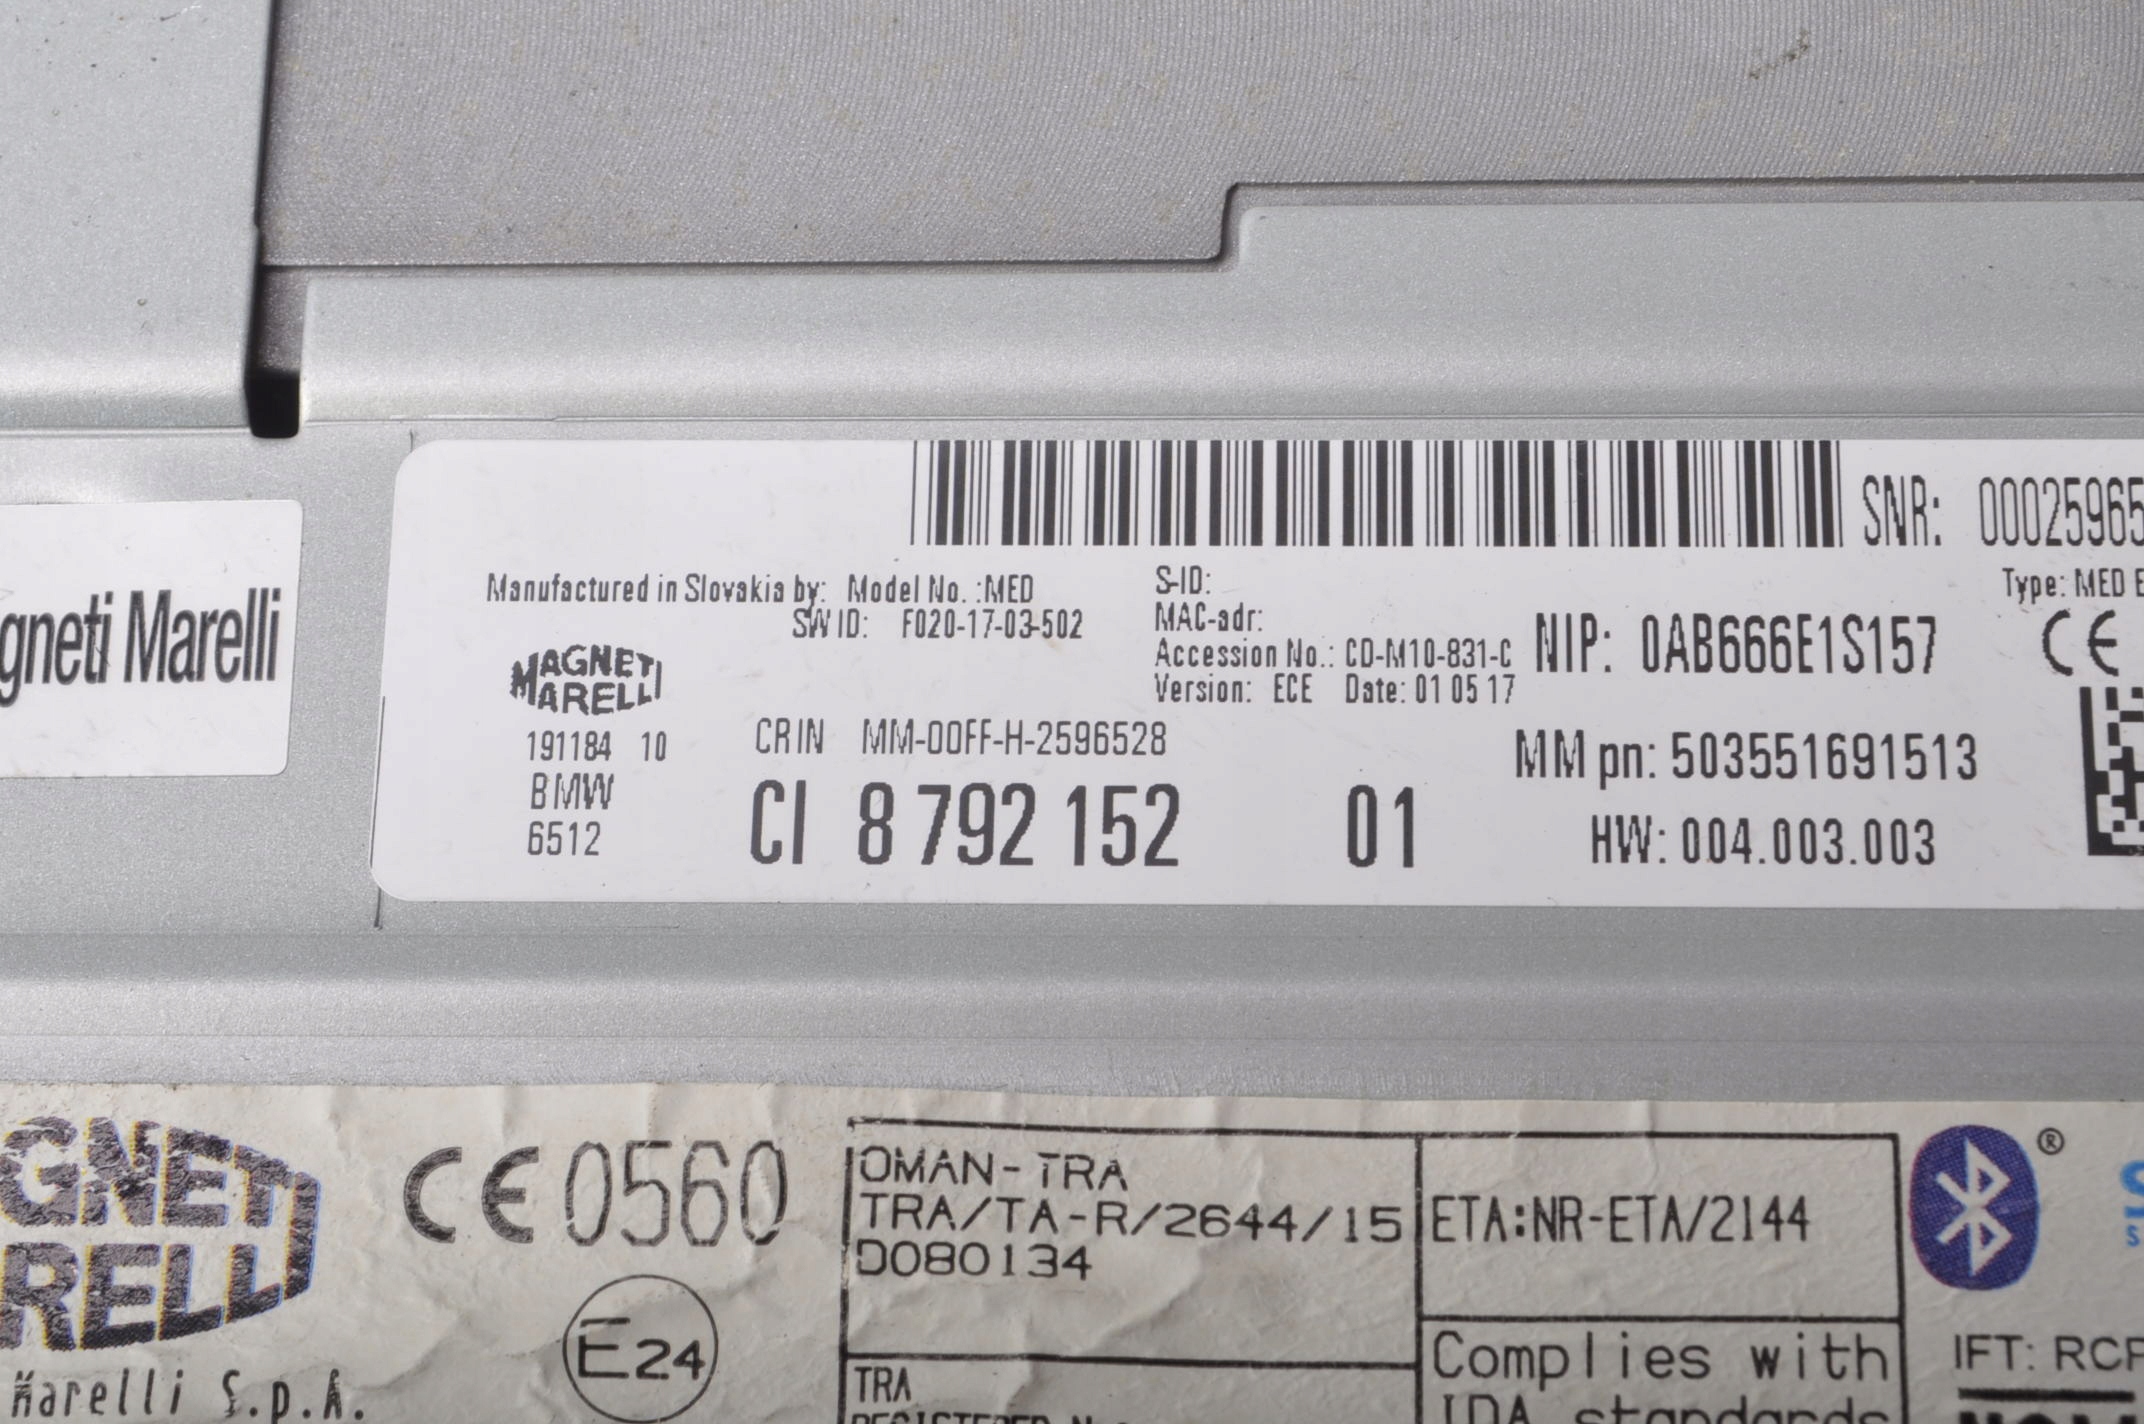 SNR: 00025965
Manufactured in Slovakia by: Model No. :MED
SW ID: F020-17-03-502
S-ID:
MAC-adr:
Accession No.: CD-M10-831-C
Version: ECE Date: 01 05 17
NIP: 0AB666E1S157
Type: MED E
CE
gneti Marelli
MAGNETI
MARELLI
191184 10
BMW
6512
CRIN MM-00FF-H-2596528
CI 8 792 152 01
MM pn: 503551691513
HW: 004.003.003
GNETI
RELLI
Marelli S.p.A.
CE 0560
E24
OMAN-TRA
TRA/TA-R/2644/15
D080134
TRA
ETA:NR-ETA/2144
Complies with
IDA standards
®
IFT: RCP